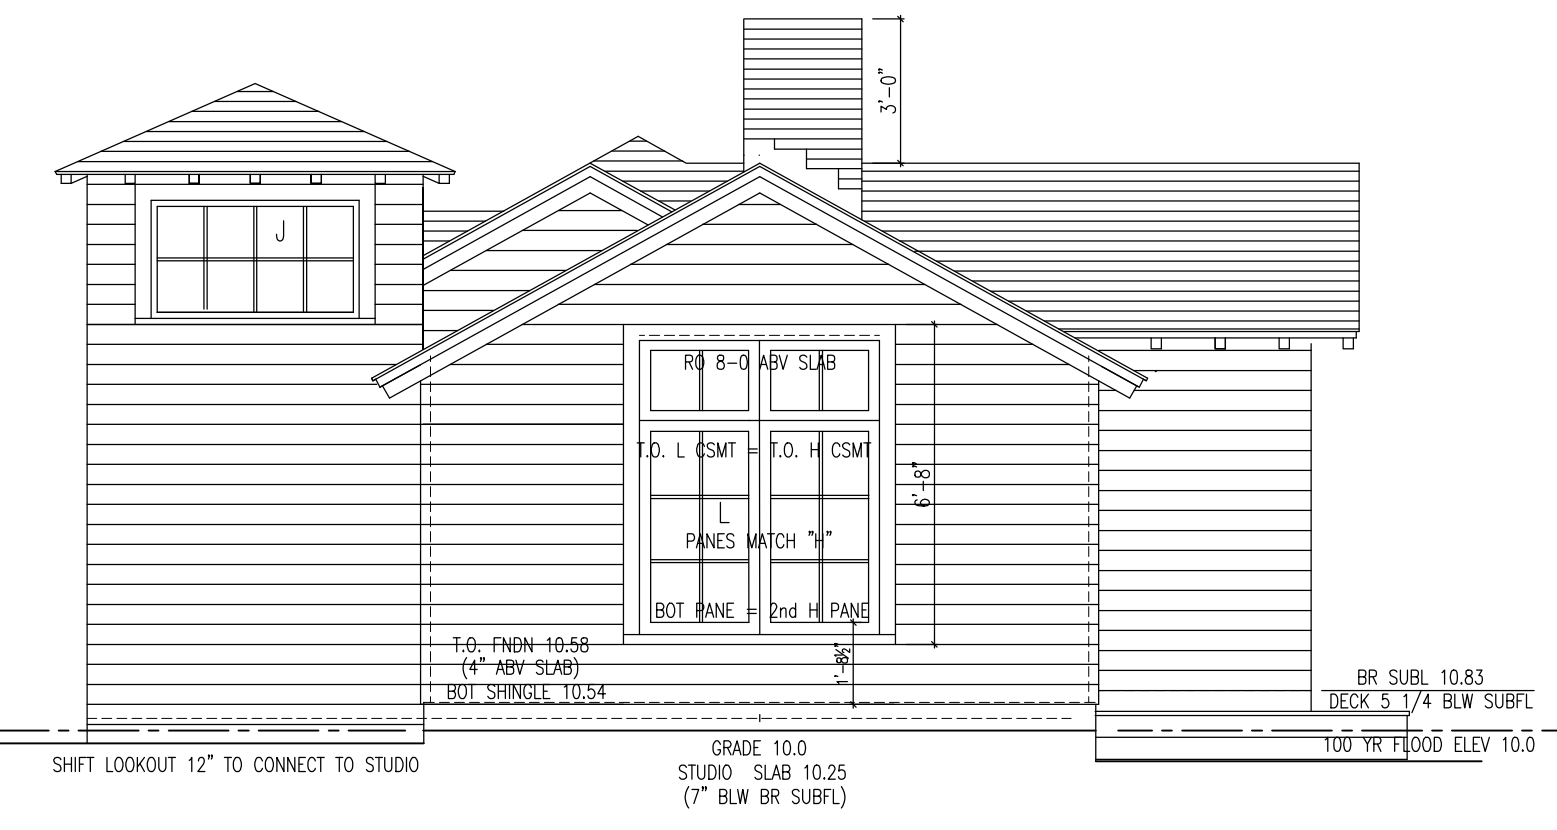 3'-0"
J
RO 8-0 ABV SLAB
T.O. L CSMT = T.O. H CSMT
6'-8"
L
PANES MATCH "H"
BOT PANE = 2nd H PANE
1'-8½"
T.O. FNDN 10.58
(4" ABV SLAB)
BOT SHINGLE 10.54
BR SUBL 10.83
DECK 5 1/4 BLW SUBFL
100 YR FLOOD ELEV 10.0
SHIFT LOOKOUT 12" TO CONNECT TO STUDIO
GRADE 10.0
STUDIO SLAB 10.25
(7" BLW BR SUBFL)